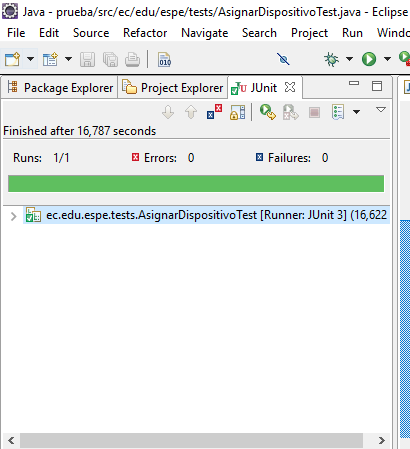 Java - prueba/src/ec/edu/espe/tests/AsignarDispositivoTest.java - Eclipse
File Edit Source Refactor Navigate Search Project Run Windo
010
Package Explorer Project Explorer JU JUnit
Finished after 16,787 seconds
Runs: 1/1 Errors: 0 Failures: 0
ec.edu.espe.tests.AsignarDispositivoTest [Runner: JUnit 3] (16,622